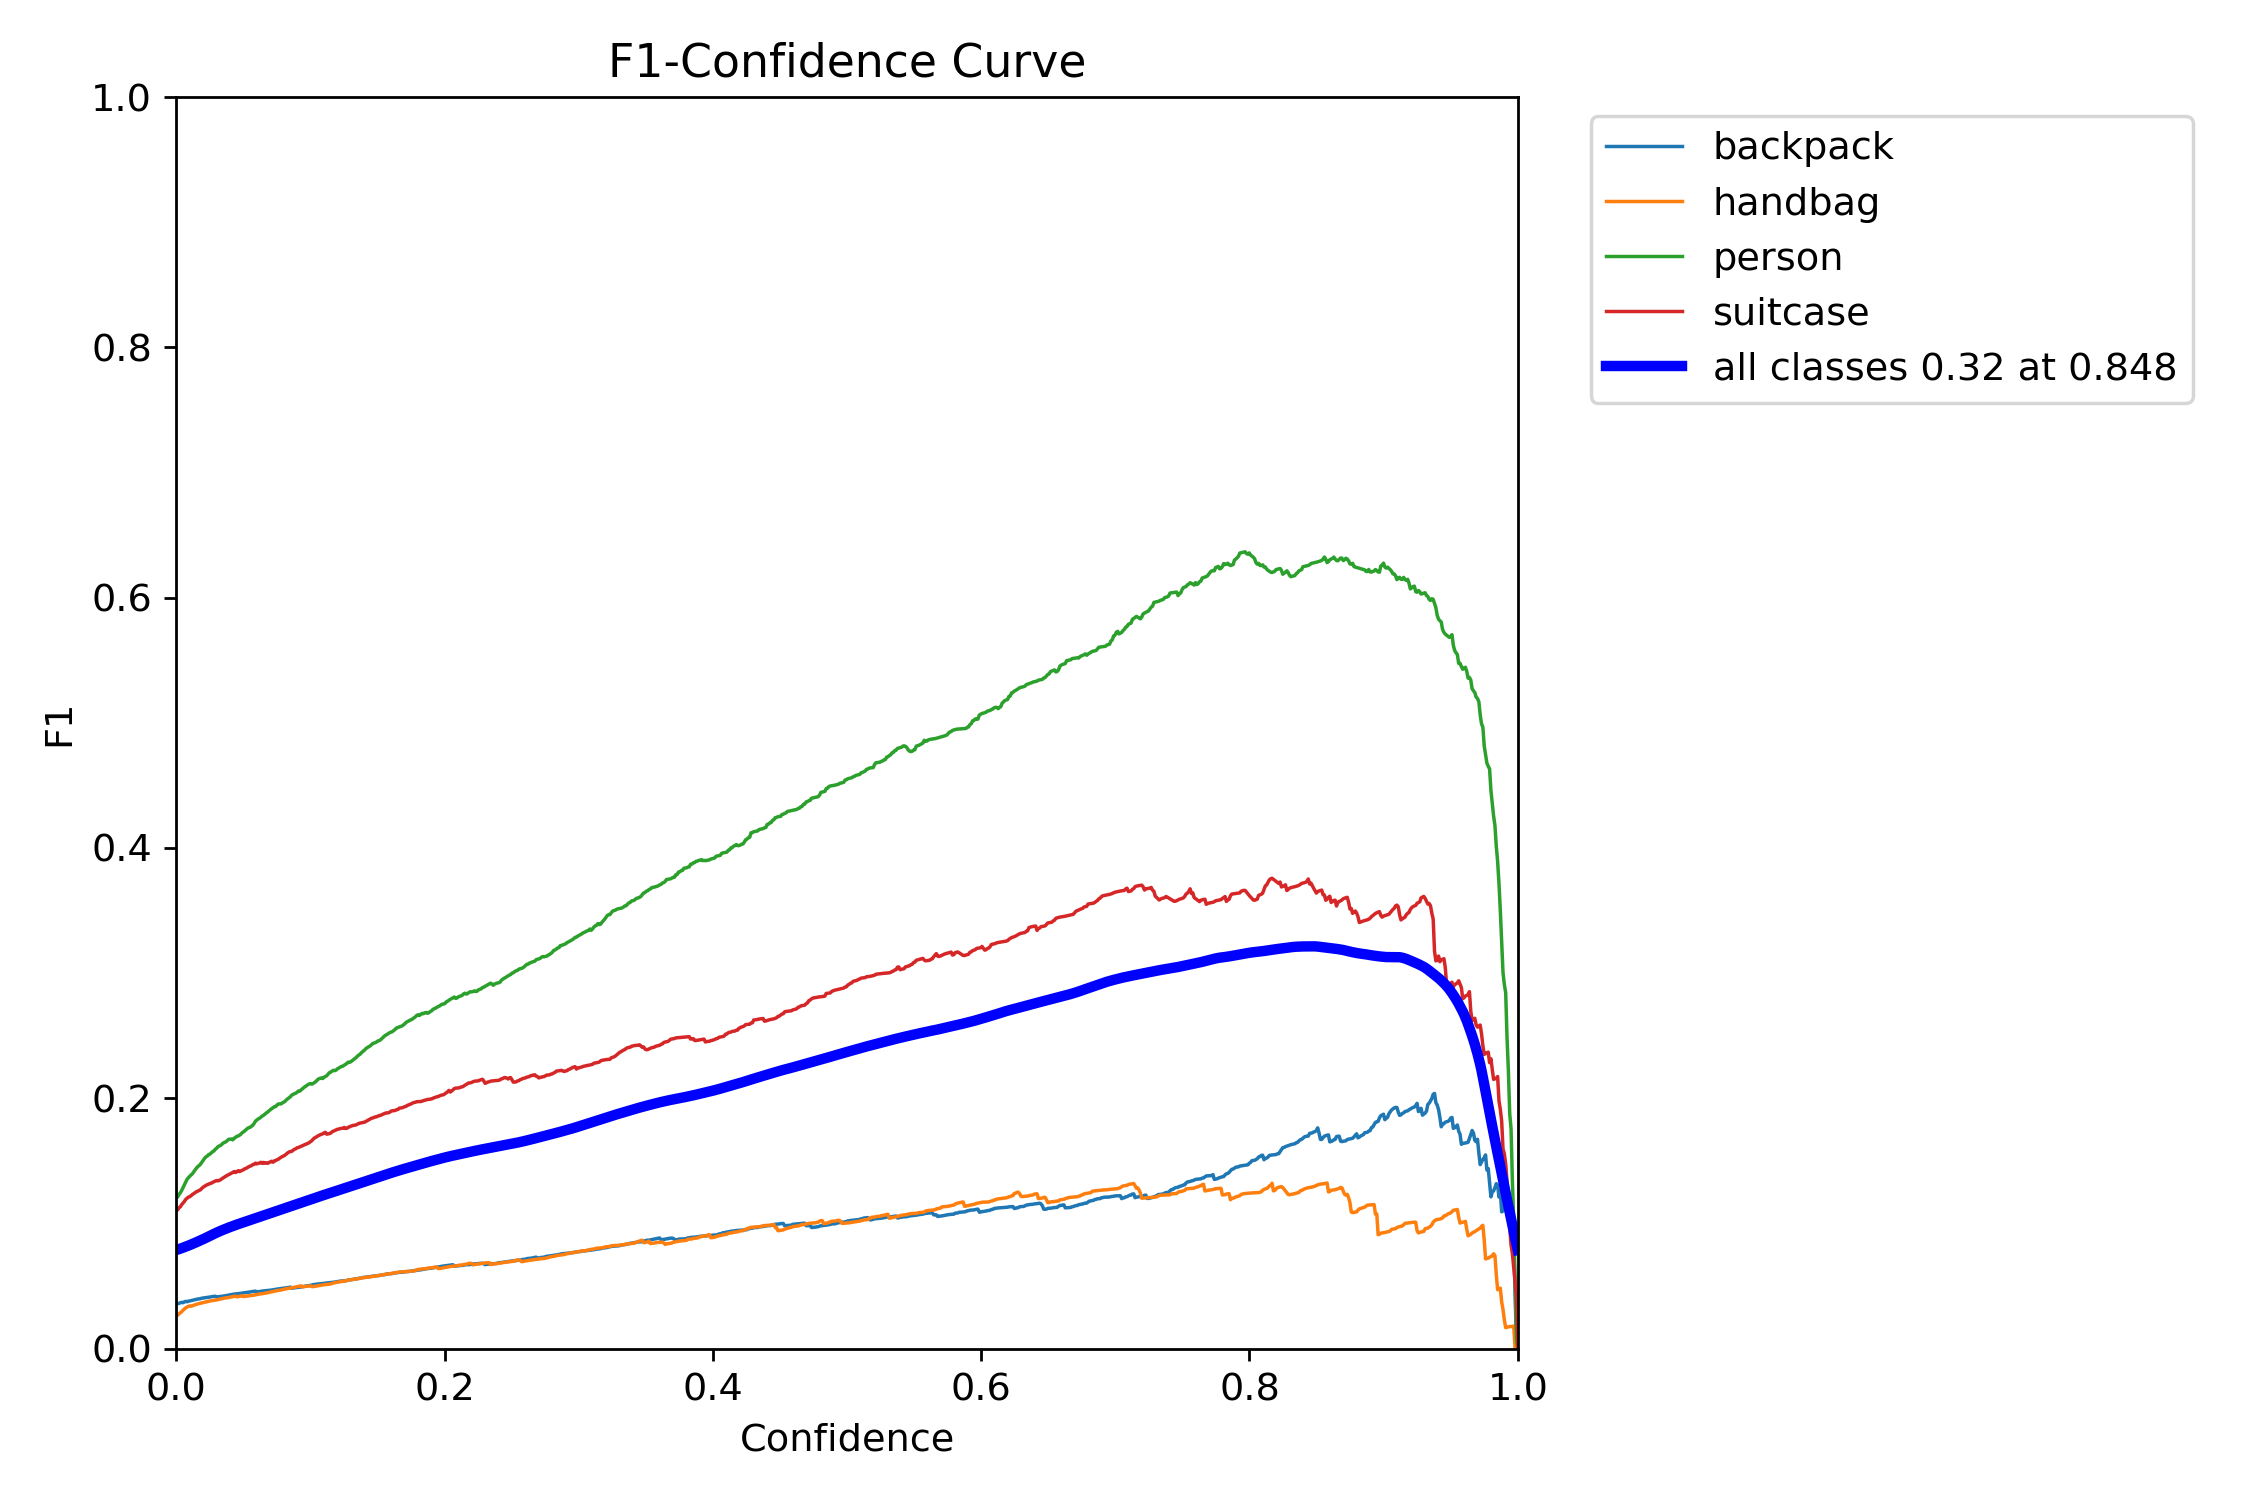 F1-Confidence Curve
1.0
0.8
0.6
0.4
0.2
0.0
F1
0.0 0.2 0.4 0.6 0.8 1.0
Confidence
backpack
handbag
person
suitcase
all classes 0.32 at 0.848